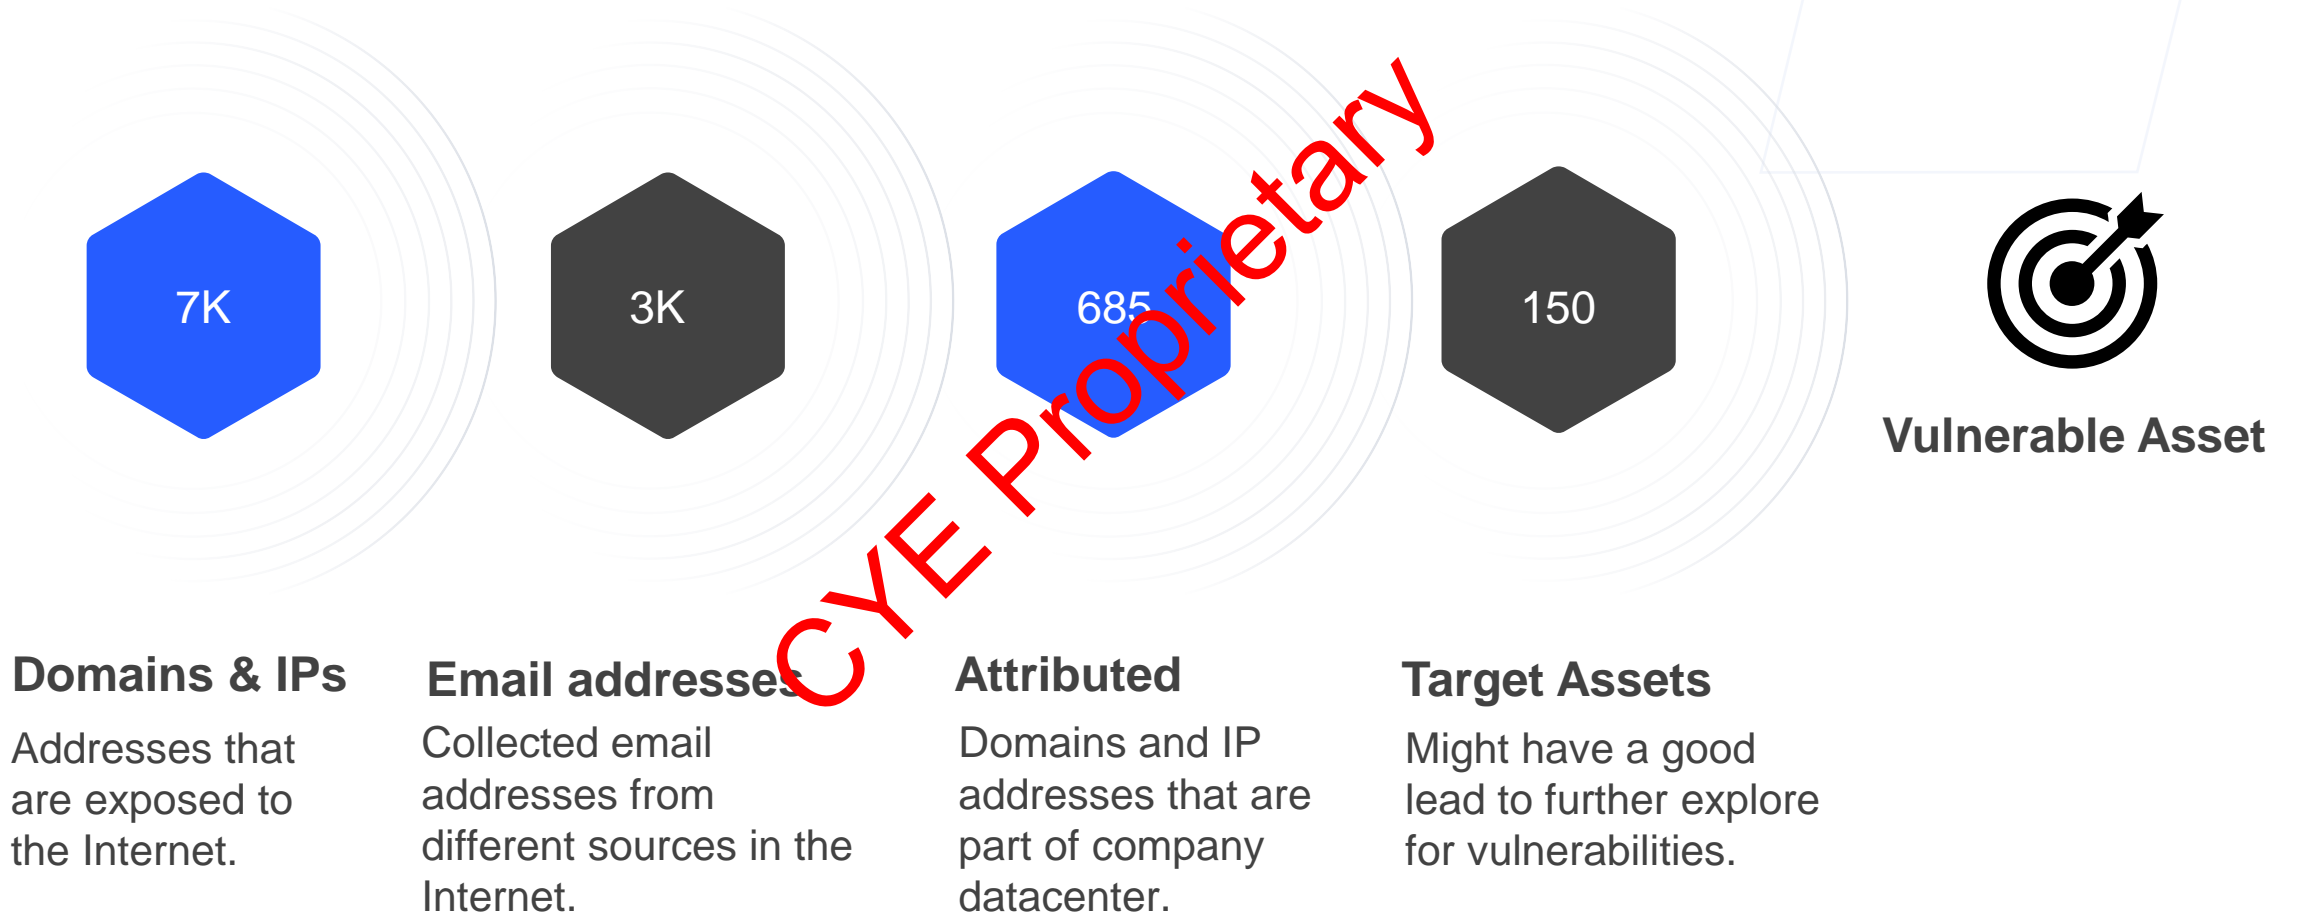 7K
3K
685
150
Vulnerable Asset
CYE Proprietary
Domains & IPs
Addresses that
are exposed to
the Internet.
Email addresses
Collected email
addresses from
different sources in the
Internet.
Attributed
Domains and IP
addresses that are
part of company
datacenter.
Target Assets
Might have a good
lead to further explore
for vulnerabilities.